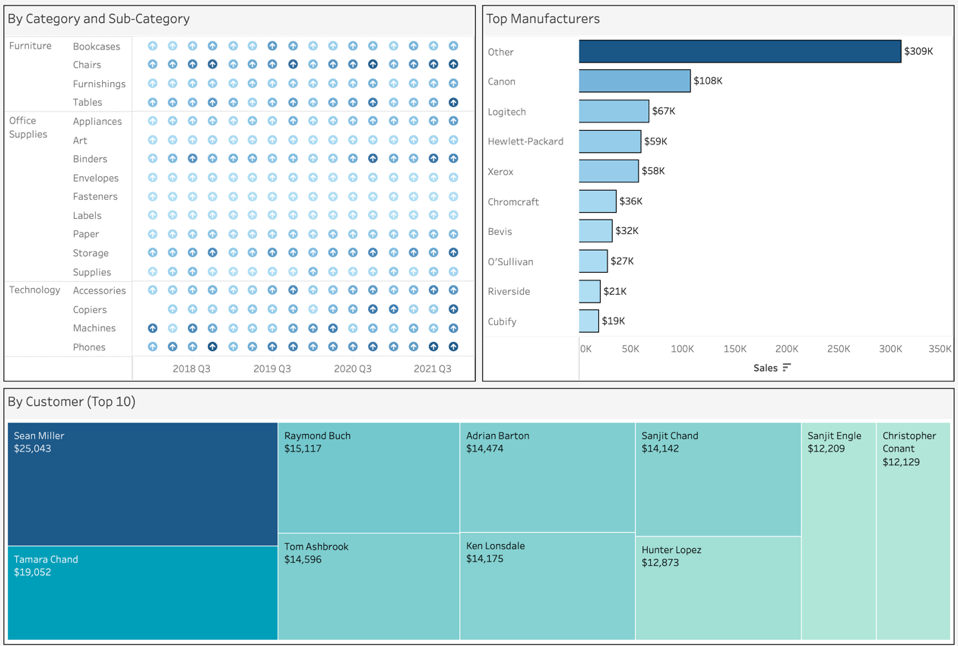 By Category and Sub-Category
Furniture
Bookcases
Chairs
Furnishings
Tables
Office
Supplies
Appliances
Art
Binders
Envelopes
Fasteners
Labels
Paper
Storage
Supplies
Technology
Accessories
Copiers
Machines
Phones
2018 Q3 2019 Q3 2020 Q3 2021 Q3
Top Manufacturers
Other $309K
Canon $108K
Logitech $67K
Hewlett-Packard $59K
Xerox $58K
Chromcraft $36K
Bevis $32K
O'Sullivan $27K
Riverside $21K
Cubify $19K
0K 50K 100K 150K 200K 250K 300K 350K
Sales
By Customer (Top 10)
Sean Miller
$25,043
Tamara Chand
$19,052
Raymond Buch
$15,117
Tom Ashbrook
$14,596
Adrian Barton
$14,474
Ken Lonsdale
$14,175
Sanjit Chand
$14,142
Hunter Lopez
$12,873
Sanjit Engle
$12,209
Christopher
Conant
$12,129